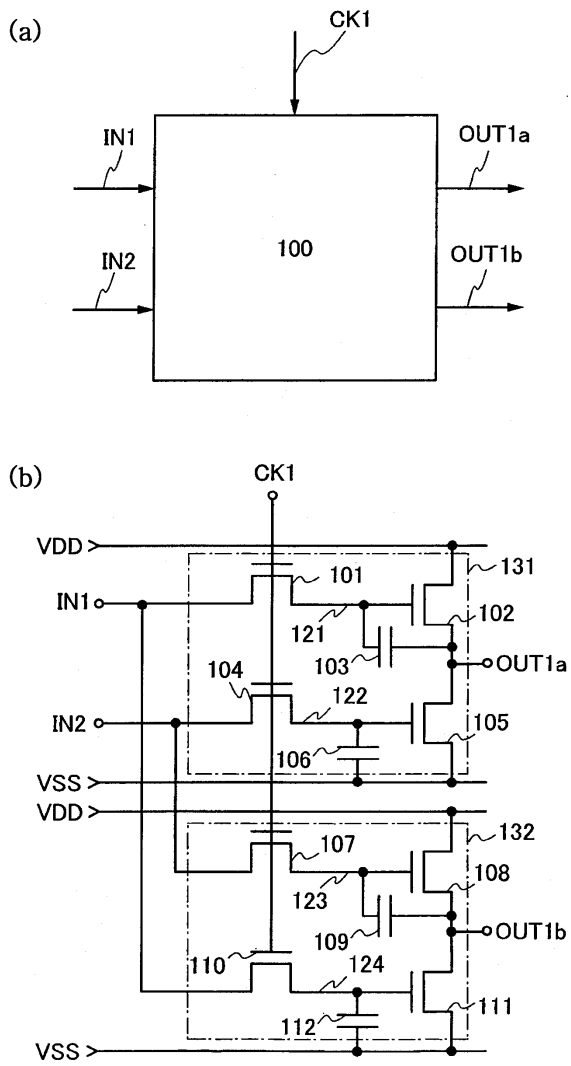 (a)
CK1
IN1
OUT1a
100
IN2
OUT1b
(b)
CK1
VDD
131
101
IN1
121
102
103
OUT1a
104
122
IN2
105
106
VSS
VDD
132
107
123
108
109
OUT1b
110
124
111
112
VSS